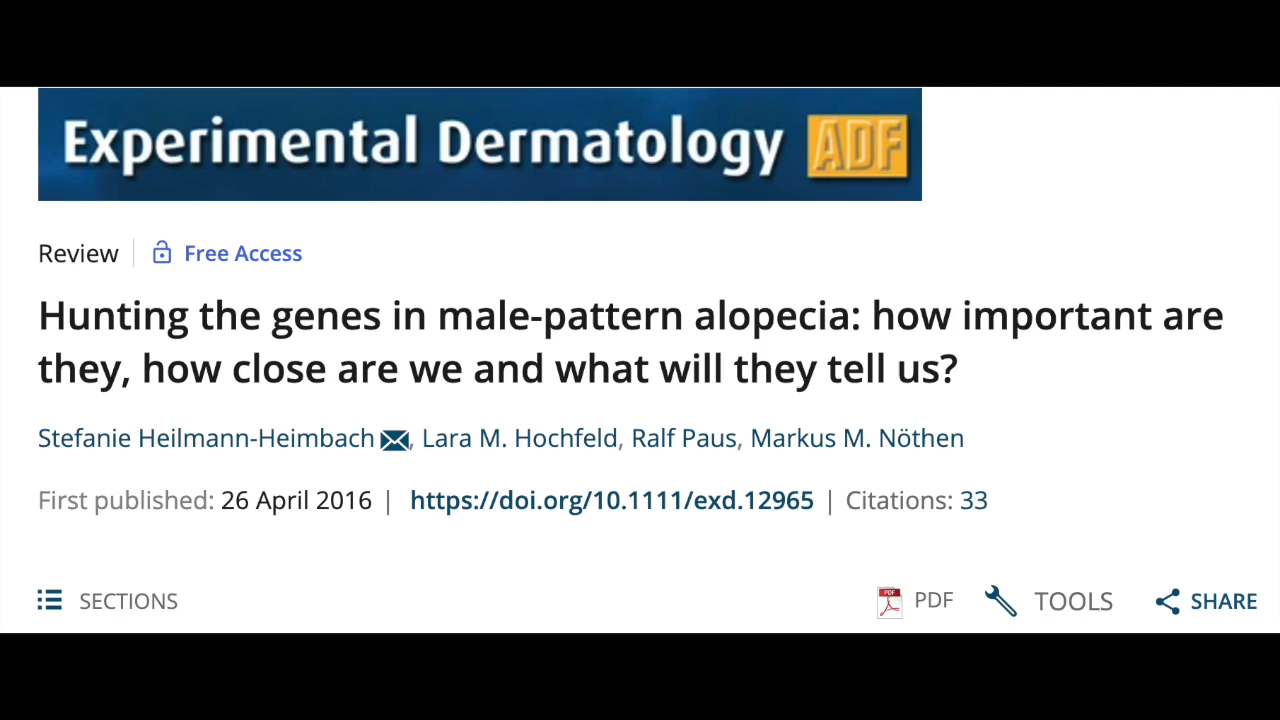 Experimental Dermatology ADF
Review | Free Access
Hunting the genes in male-pattern alopecia: how important are
they, how close are we and what will they tell us?
Stefanie Heilmann-Heimbach, Lara M. Hochfeld, Ralf Paus, Markus M. Nöthen
First published: 26 April 2016 | https://doi.org/10.1111/exd.12965 | Citations: 33
SECTIONS PDF PDF TOOLS SHARE